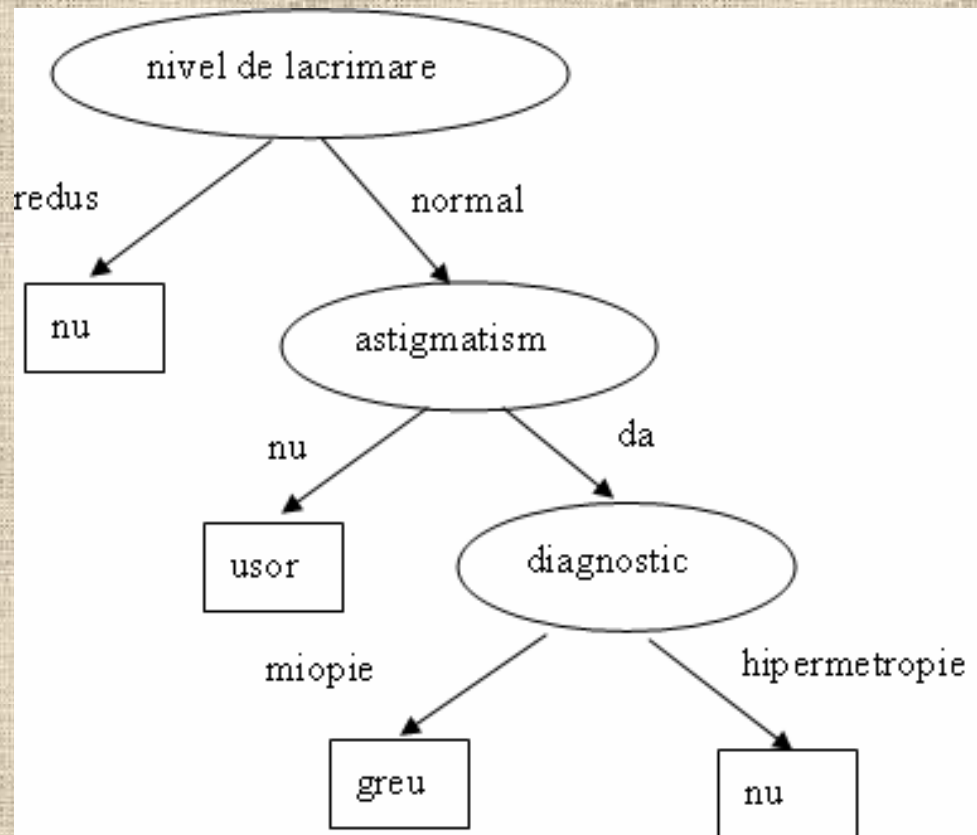 nivel de lacrimare
redus
normal
nu
astigmatism
nu
da
usor
diagnostic
miopie
hipermetropie
greu
nu